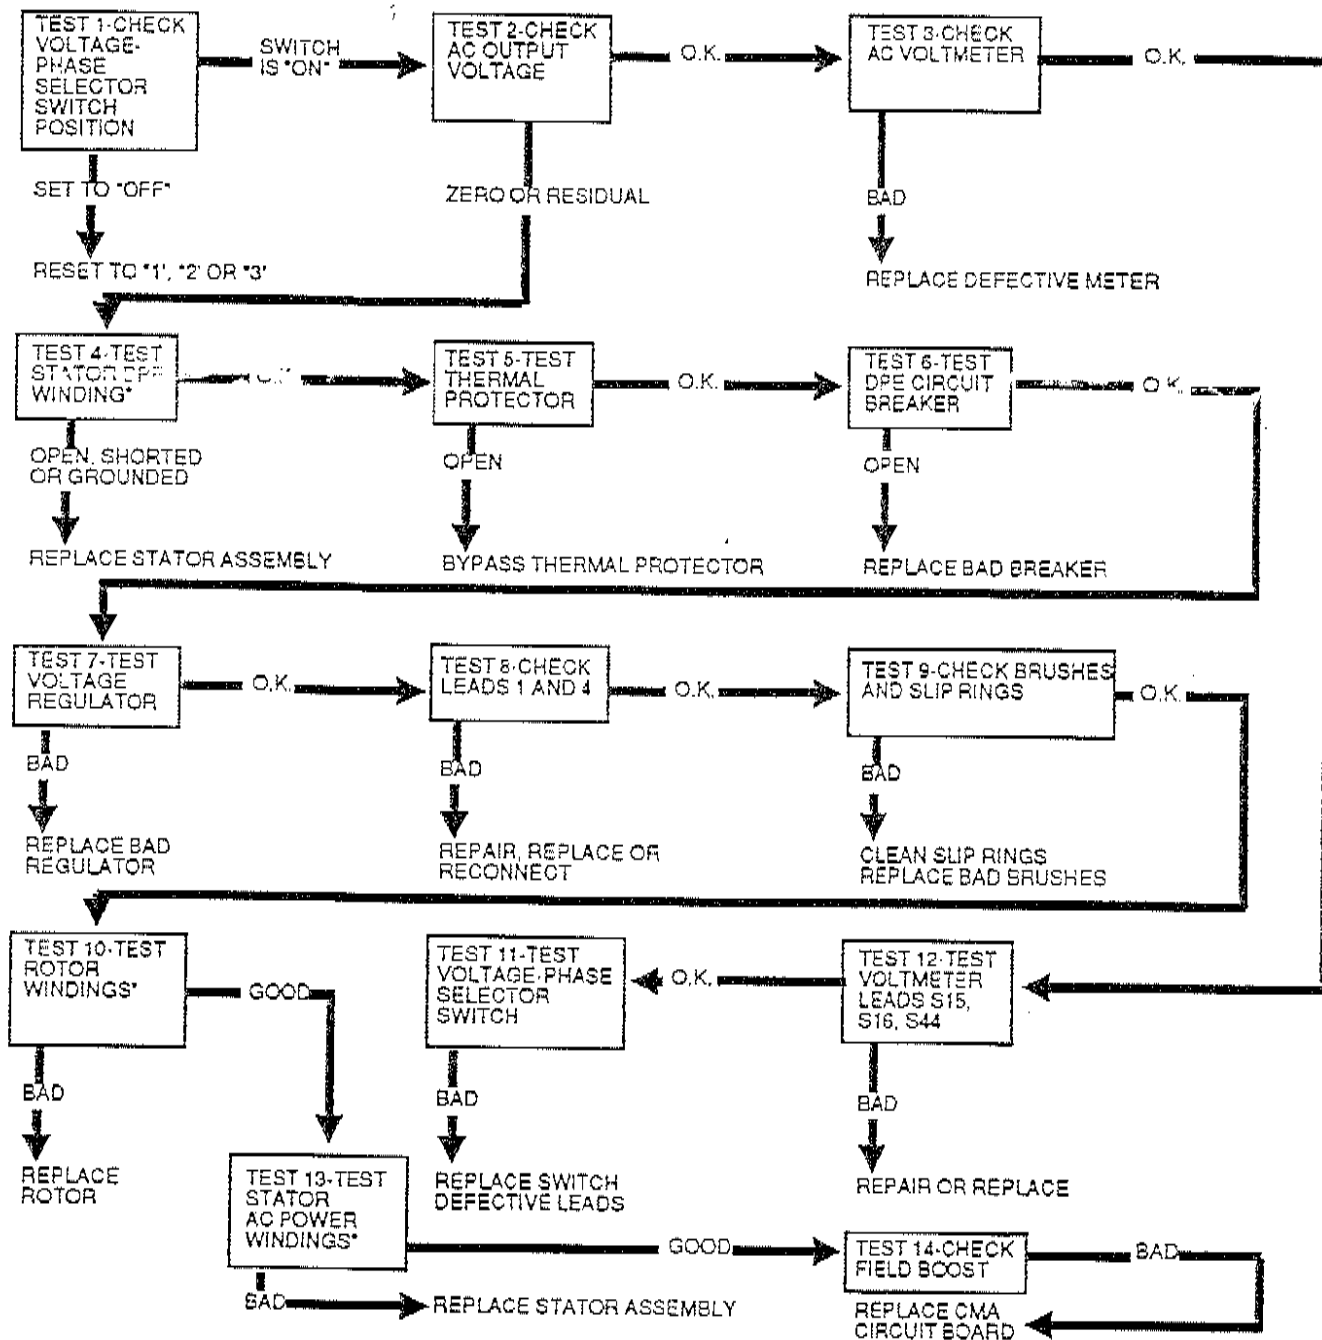 TEST 1-CHECK
VOLTAGE-
PHASE
SELECTOR
SWITCH
POSITION
SWITCH
IS "ON"
TEST 2-CHECK
AC OUTPUT
VOLTAGE
O.K.
TEST 3-CHECK
AC VOLTMETER
O.K.
SET TO "OFF"
ZERO OR RESIDUAL
BAD
RESET TO "1", "2" OR "3"
REPLACE DEFECTIVE METER
TEST 4-TEST
STATOR DPE
WINDING*
O.K.
TEST 5-TEST
THERMAL
PROTECTOR
O.K.
TEST 6-TEST
DPE CIRCUIT
BREAKER
O.K.
OPEN, SHORTED
OR GROUNDED
OPEN
OPEN
REPLACE STATOR ASSEMBLY
BYPASS THERMAL PROTECTOR
REPLACE BAD BREAKER
TEST 7-TEST
VOLTAGE
REGULATOR
O.K.
TEST 8-CHECK
LEADS 1 AND 4
O.K.
TEST 9-CHECK BRUSHES
AND SLIP RINGS
O.K.
BAD
BAD
BAD
REPLACE BAD
REGULATOR
REPAIR, REPLACE OR
RECONNECT
CLEAN SLIP RINGS
REPLACE BAD BRUSHES
TEST 10-TEST
ROTOR
WINDINGS*
GOOD
TEST 11-TEST
VOLTAGE-PHASE
SELECTOR
SWITCH
O.K.
TEST 12-TEST
VOLTMETER
LEADS S15,
S16, S44
BAD
BAD
BAD
REPLACE
ROTOR
TEST 13-TEST
STATOR
AC POWER
WINDINGS*
REPLACE SWITCH
DEFECTIVE LEADS
REPAIR OR REPLACE
GOOD
TEST 14-CHECK
FIELD BOOST
BAD
BAD
REPLACE STATOR ASSEMBLY
REPLACE CMA
CIRCUIT BOARD